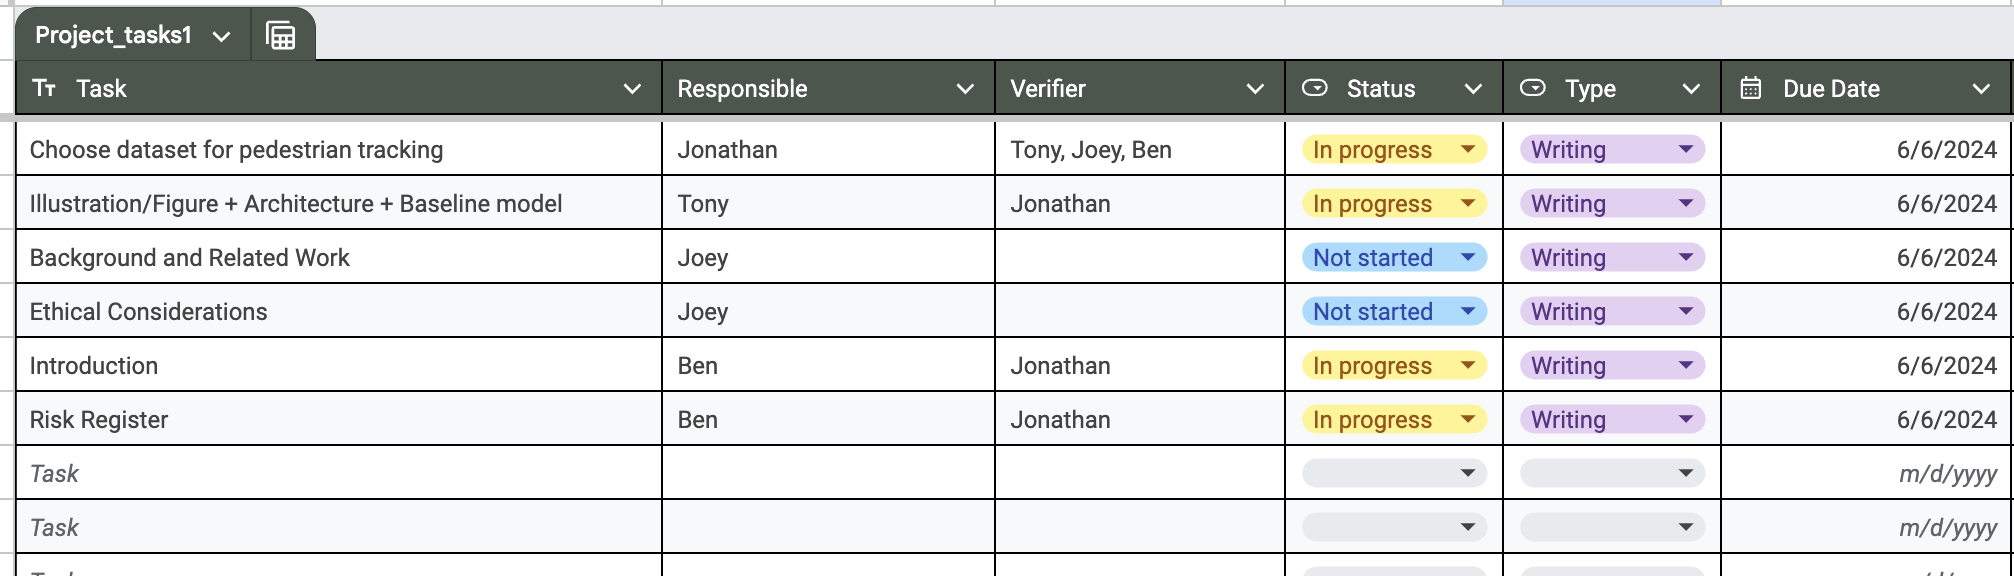 Project_tasks1
Task Responsible Verifier Status Type Due Date
Choose dataset for pedestrian tracking Jonathan Tony, Joey, Ben In progress Writing 6/6/2024
Illustration/Figure + Architecture + Baseline model Tony Jonathan In progress Writing 6/6/2024
Background and Related Work Joey Not started Writing 6/6/2024
Ethical Considerations Joey Not started Writing 6/6/2024
Introduction Ben Jonathan In progress Writing 6/6/2024
Risk Register Ben Jonathan In progress Writing 6/6/2024
Task m/d/yyyy
Task m/d/yyyy